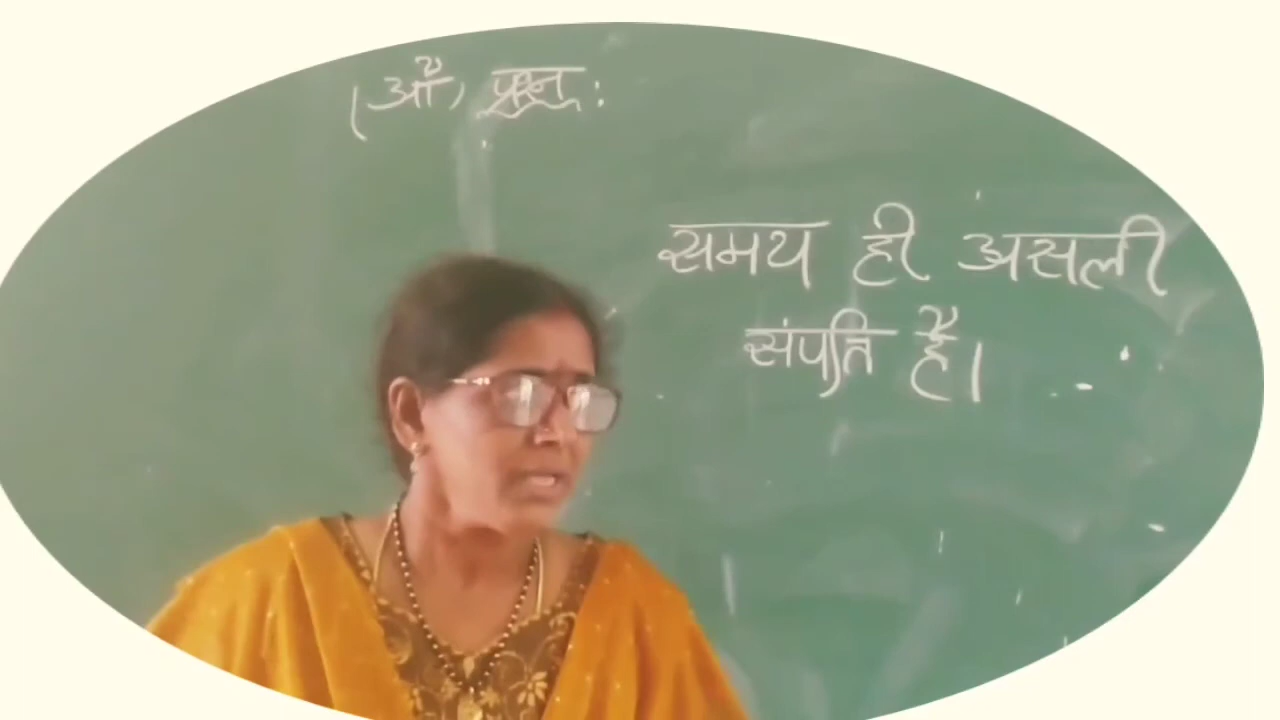 (औ) प्रश्न :
समय ही असली
संपति है।